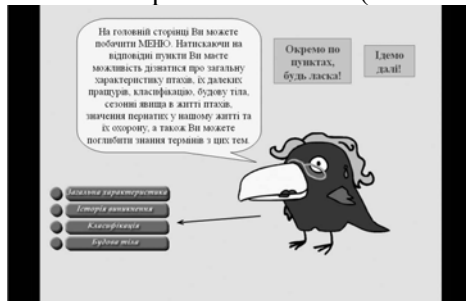 На головній сторінці Ви можете
побачити МЕНЮ. Натискаючи на
відповідні пункти Ви маєте
можливість дізнатися про загальну
характеристику птахів, їх далеких
пращурів, класифікацію, будову тіла,
сезонні явища в житті птахів,
значення пернатих у нашому житті та
їх охорону, а також Ви можете
поглибити знання термінів з цих тем.
Окремо по
пунктах,
будь ласка!
Ідемо
далі!
Загальна характеристика
Історія виникнення
Класифікація
Будова тіла